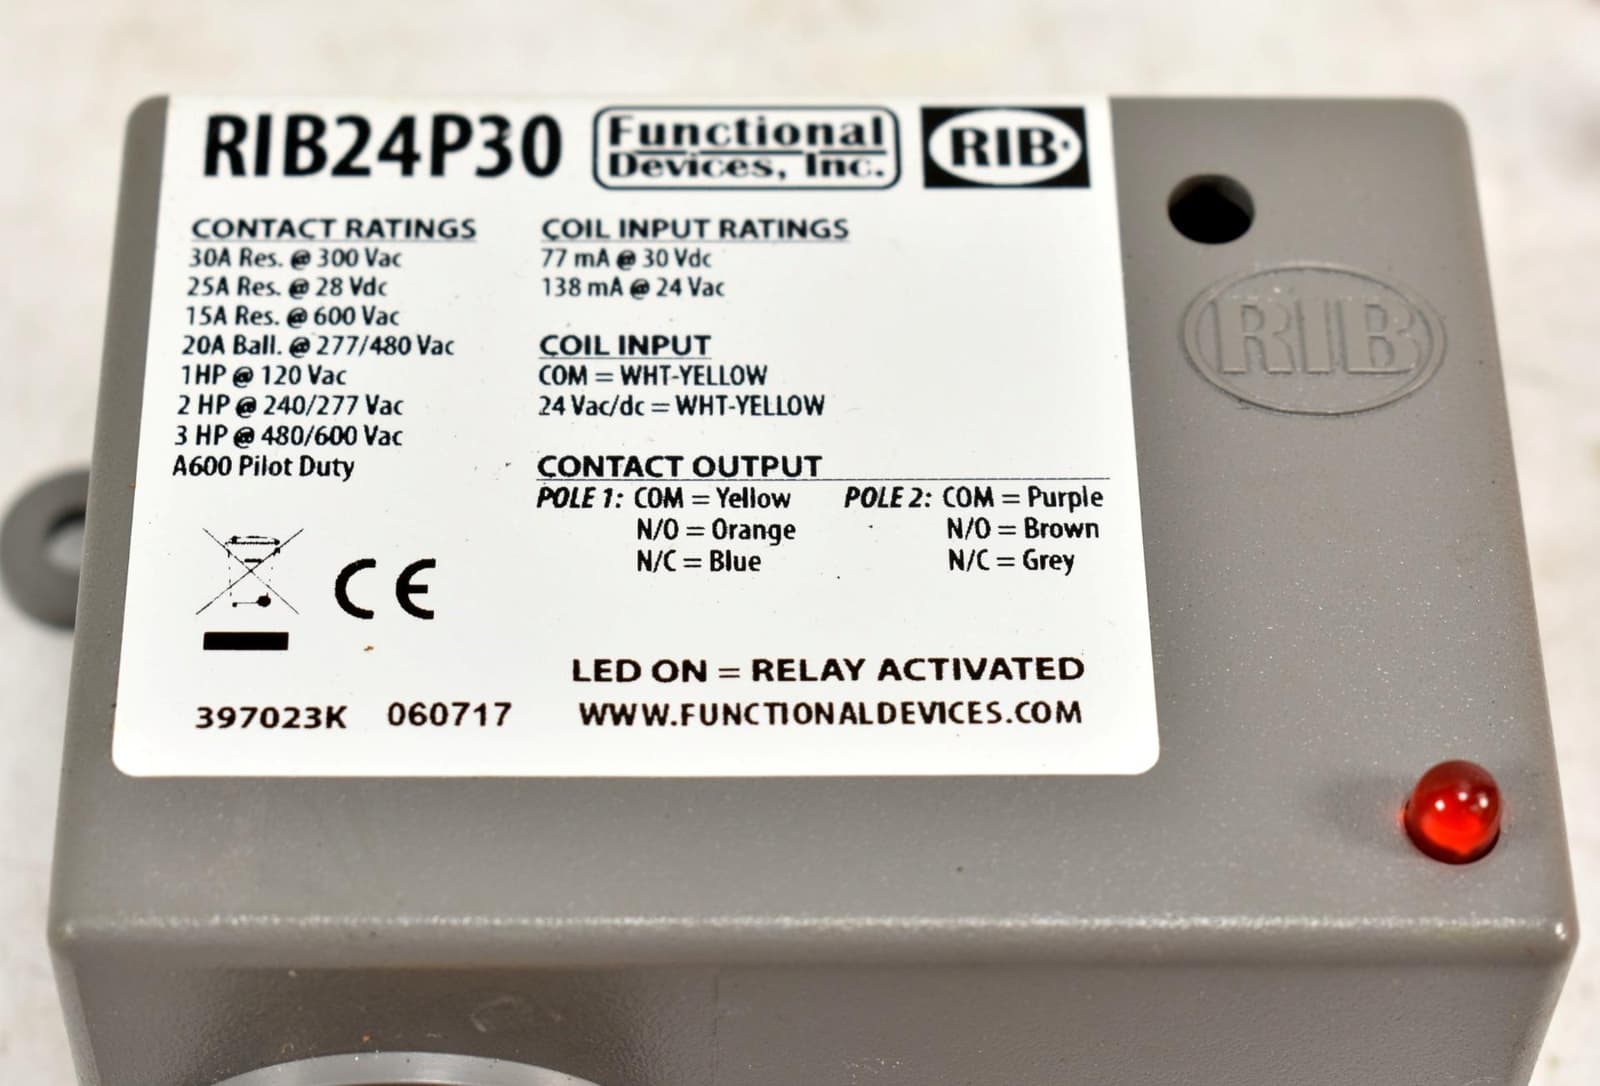 RIB24P30
Functional Devices, Inc.
RIB
CONTACT RATINGS
30A Res. @ 300 Vac
25A Res. @ 28 Vdc
15A Res. @ 600 Vac
20A Ball. @ 277/480 Vac
1HP @ 120 Vac
2 HP @ 240/277 Vac
3 HP @ 480/600 Vac
A600 Pilot Duty
COIL INPUT RATINGS
77 mA @ 30 Vdc
138 mA @ 24 Vac
COIL INPUT
COM = WHT-YELLOW
24 Vac/dc = WHT-YELLOW
CONTACT OUTPUT
POLE 1: COM = Yellow
N/O = Orange
N/C = Blue
POLE 2: COM = Purple
N/O = Brown
N/C = Grey
CE
LED ON = RELAY ACTIVATED
397023K 060717
WWW.FUNCTIONALDEVICES.COM
RIB